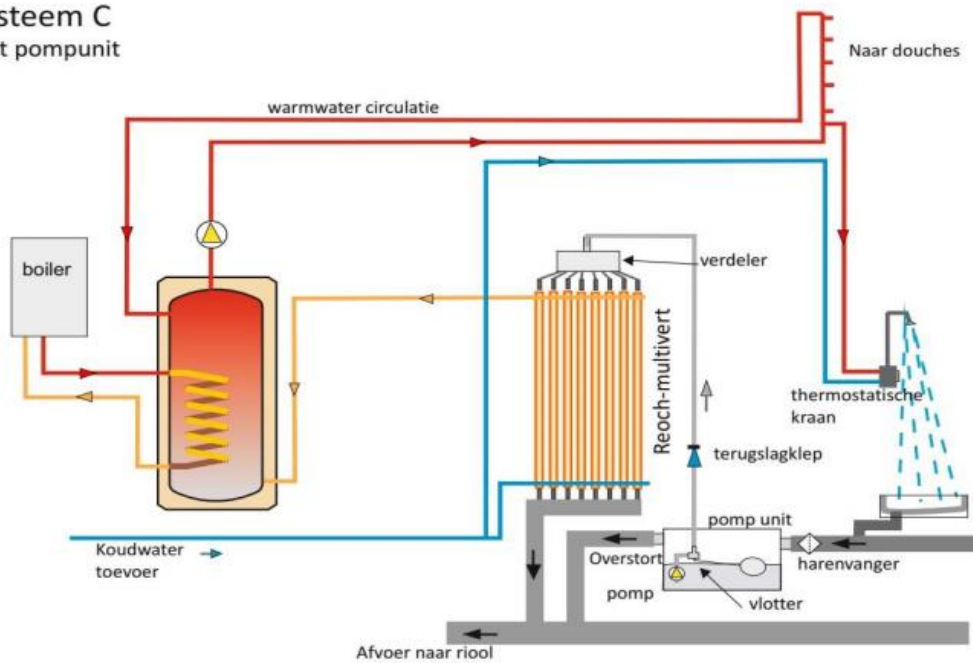 steem C
t pompunit
Naar douches
warmwater circulatie
boiler
verdeler
Reoch-multivert
thermostatische
kraan
terugslagklep
pomp unit
Koudwater
toevoer
Overstort
harenvanger
pomp
vlotter
Afvoer naar riool